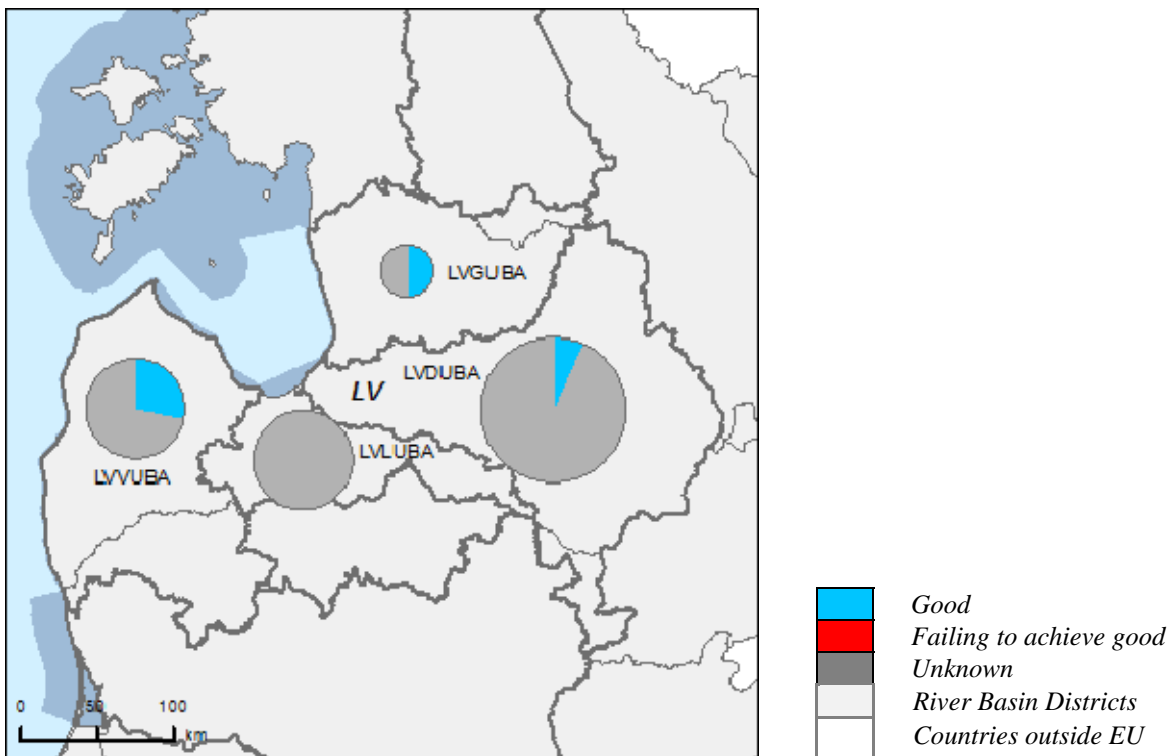 LVGUBA
LVDUBA
LV
LVLUBA
LVVUBA
0 50 100
km
Good
Failing to achieve good
Unknown
River Basin Districts
Countries outside EU